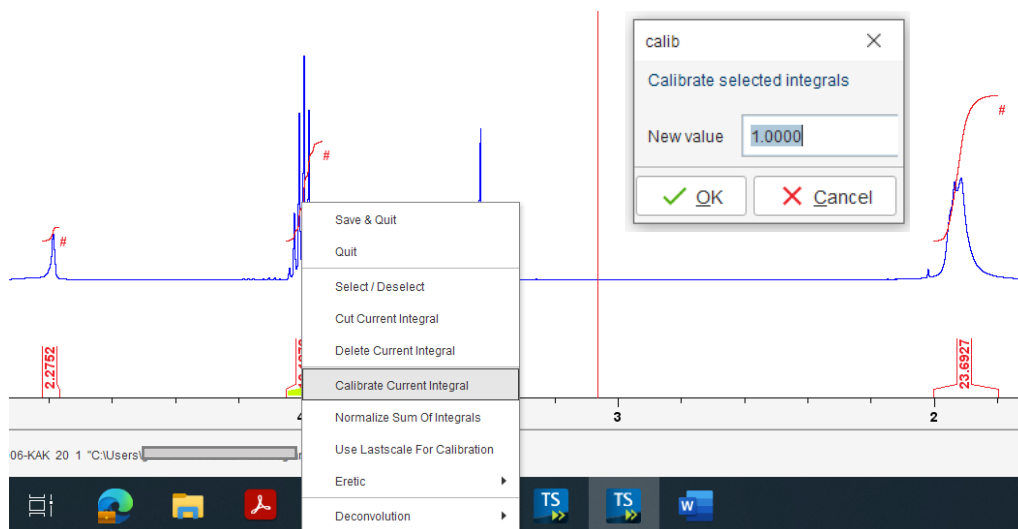 calib
Calibrate selected integrals
New value 1.0000
OK
Cancel
#
#
#
Save & Quit
Quit
Select / Deselect
Cut Current Integral
Delete Current Integral
Calibrate Current Integral
Normalize Sum Of Integrals
Use Lastscale For Calibration
Eretic
Deconvolution
2.2752
23.6927
4
3
2
06-KAK 20 1 "C:\Users\
TS
TS
W